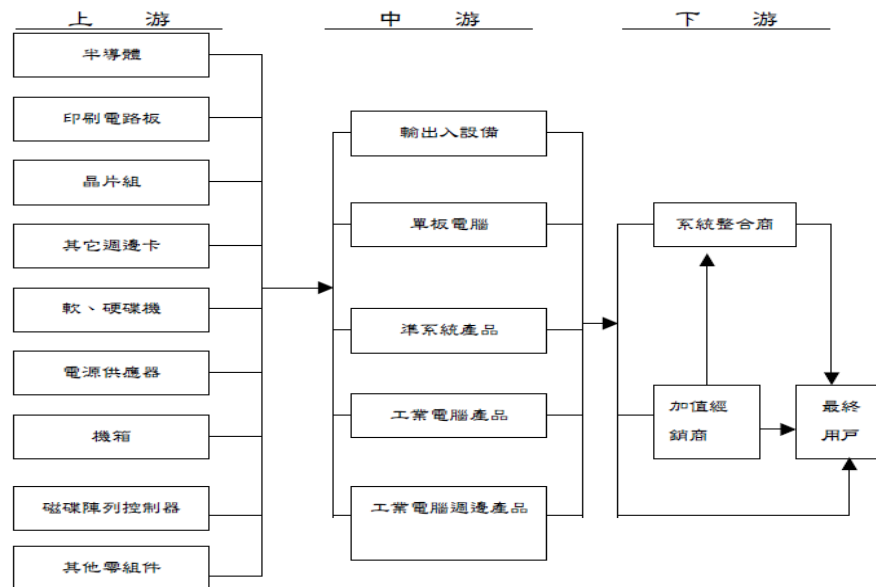 上 游
中 游
下 游
半導體
印刷電路板
晶片組
其它週邊卡
軟、硬碟機
電源供應器
機箱
磁碟陣列控制器
其他零組件
輸出入設備
單板電腦
準系統產品
工業電腦產品
工業電腦週邊產品
系統整合商
加值經
銷商
最終
用戶